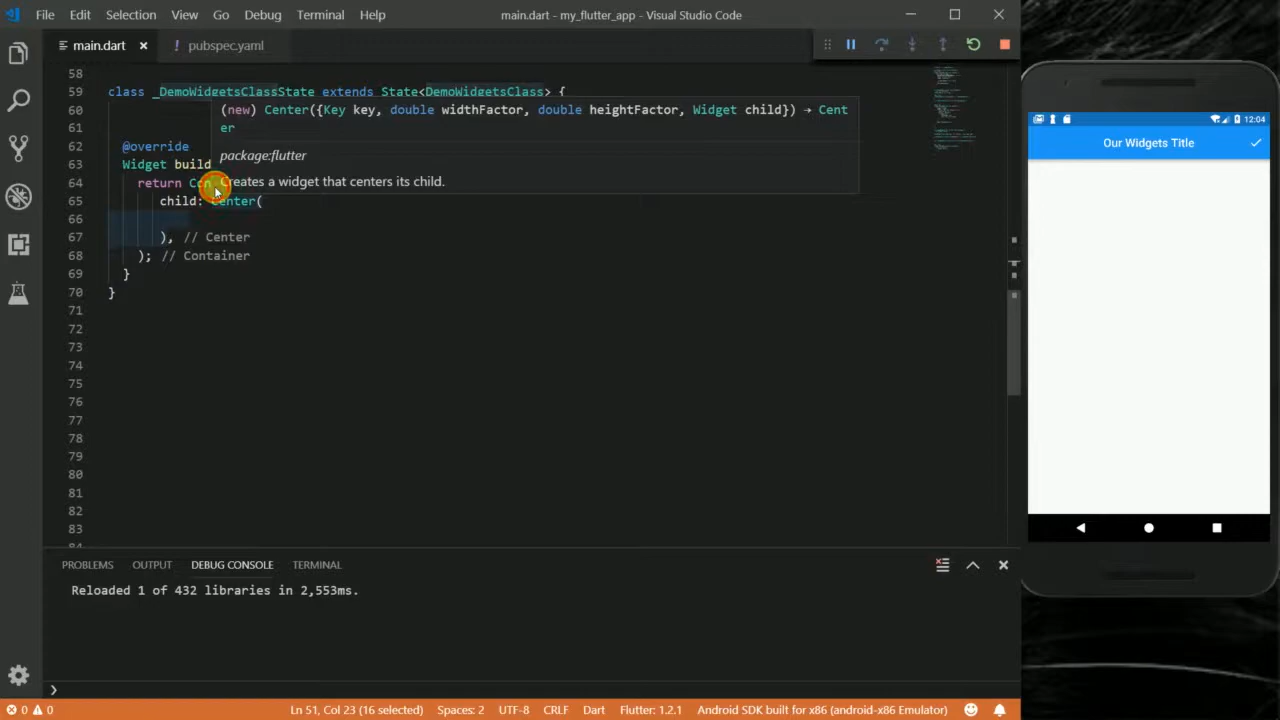 File Edit Selection View Go Debug Terminal Help main.dart - my_flutter_app - Visual Studio Code
main.dart × ! pubspec.yaml
58
59 class _DemoWidgetsClassState extends State<DemoWidgetsClass> {
60 (new) Center({Key key, double widthFactor, double heightFactor, Widget child}) → Cent
61 er
62 @override
package:flutter
63 Widget build
Creates a widget that centers its child.
64 return Con
65 child: Center(
66
67 ), // Center
68 ); // Container
69 }
70 }
71
72
73
74
75
76
77
78
79
80
81
82
83
84
PROBLEMS OUTPUT DEBUG CONSOLE TERMINAL
Reloaded 1 of 432 libraries in 2,553ms.
0 0 Ln 51, Col 23 (16 selected) Spaces: 2 UTF-8 CRLF Dart Flutter: 1.2.1 Android SDK built for x86 (android-x86 Emulator)
12:04
Our Widgets Title